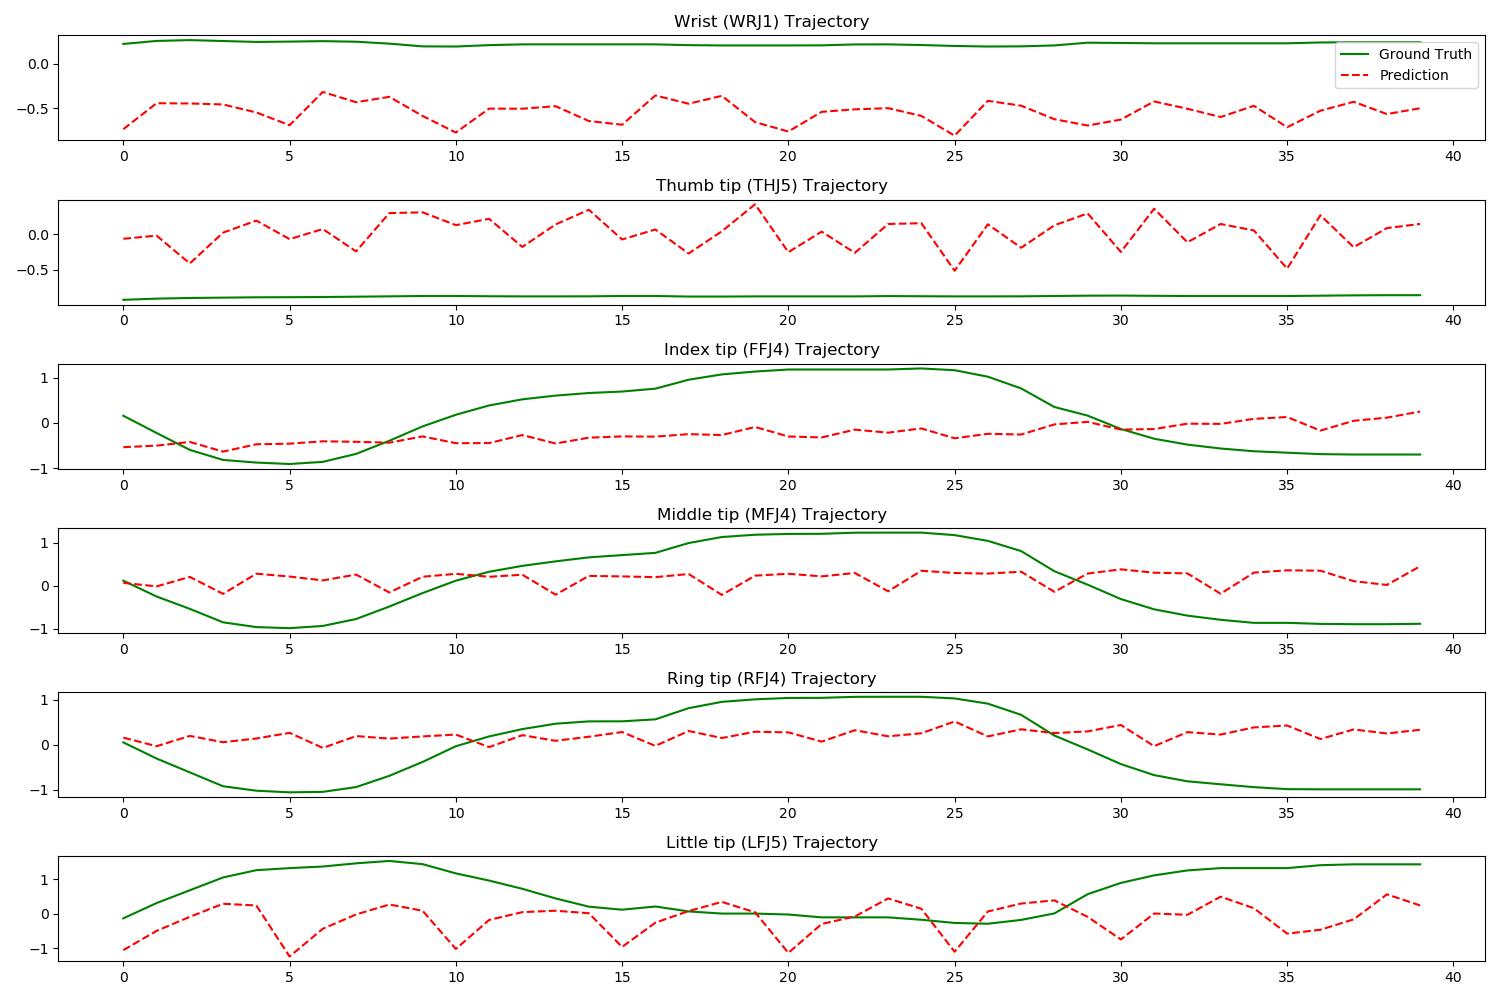 Wrist (WRJ1) Trajectory
0.0
−0.5
Ground Truth
Prediction
0 5 10 15 20 25 30 35 40
Thumb tip (THJ5) Trajectory
0.0
−0.5
0 5 10 15 20 25 30 35 40
Index tip (FFJ4) Trajectory
1
0
−1
0 5 10 15 20 25 30 35 40
Middle tip (MFJ4) Trajectory
1
0
−1
0 5 10 15 20 25 30 35 40
Ring tip (RFJ4) Trajectory
1
0
−1
0 5 10 15 20 25 30 35 40
Little tip (LFJ5) Trajectory
1
0
−1
0 5 10 15 20 25 30 35 40